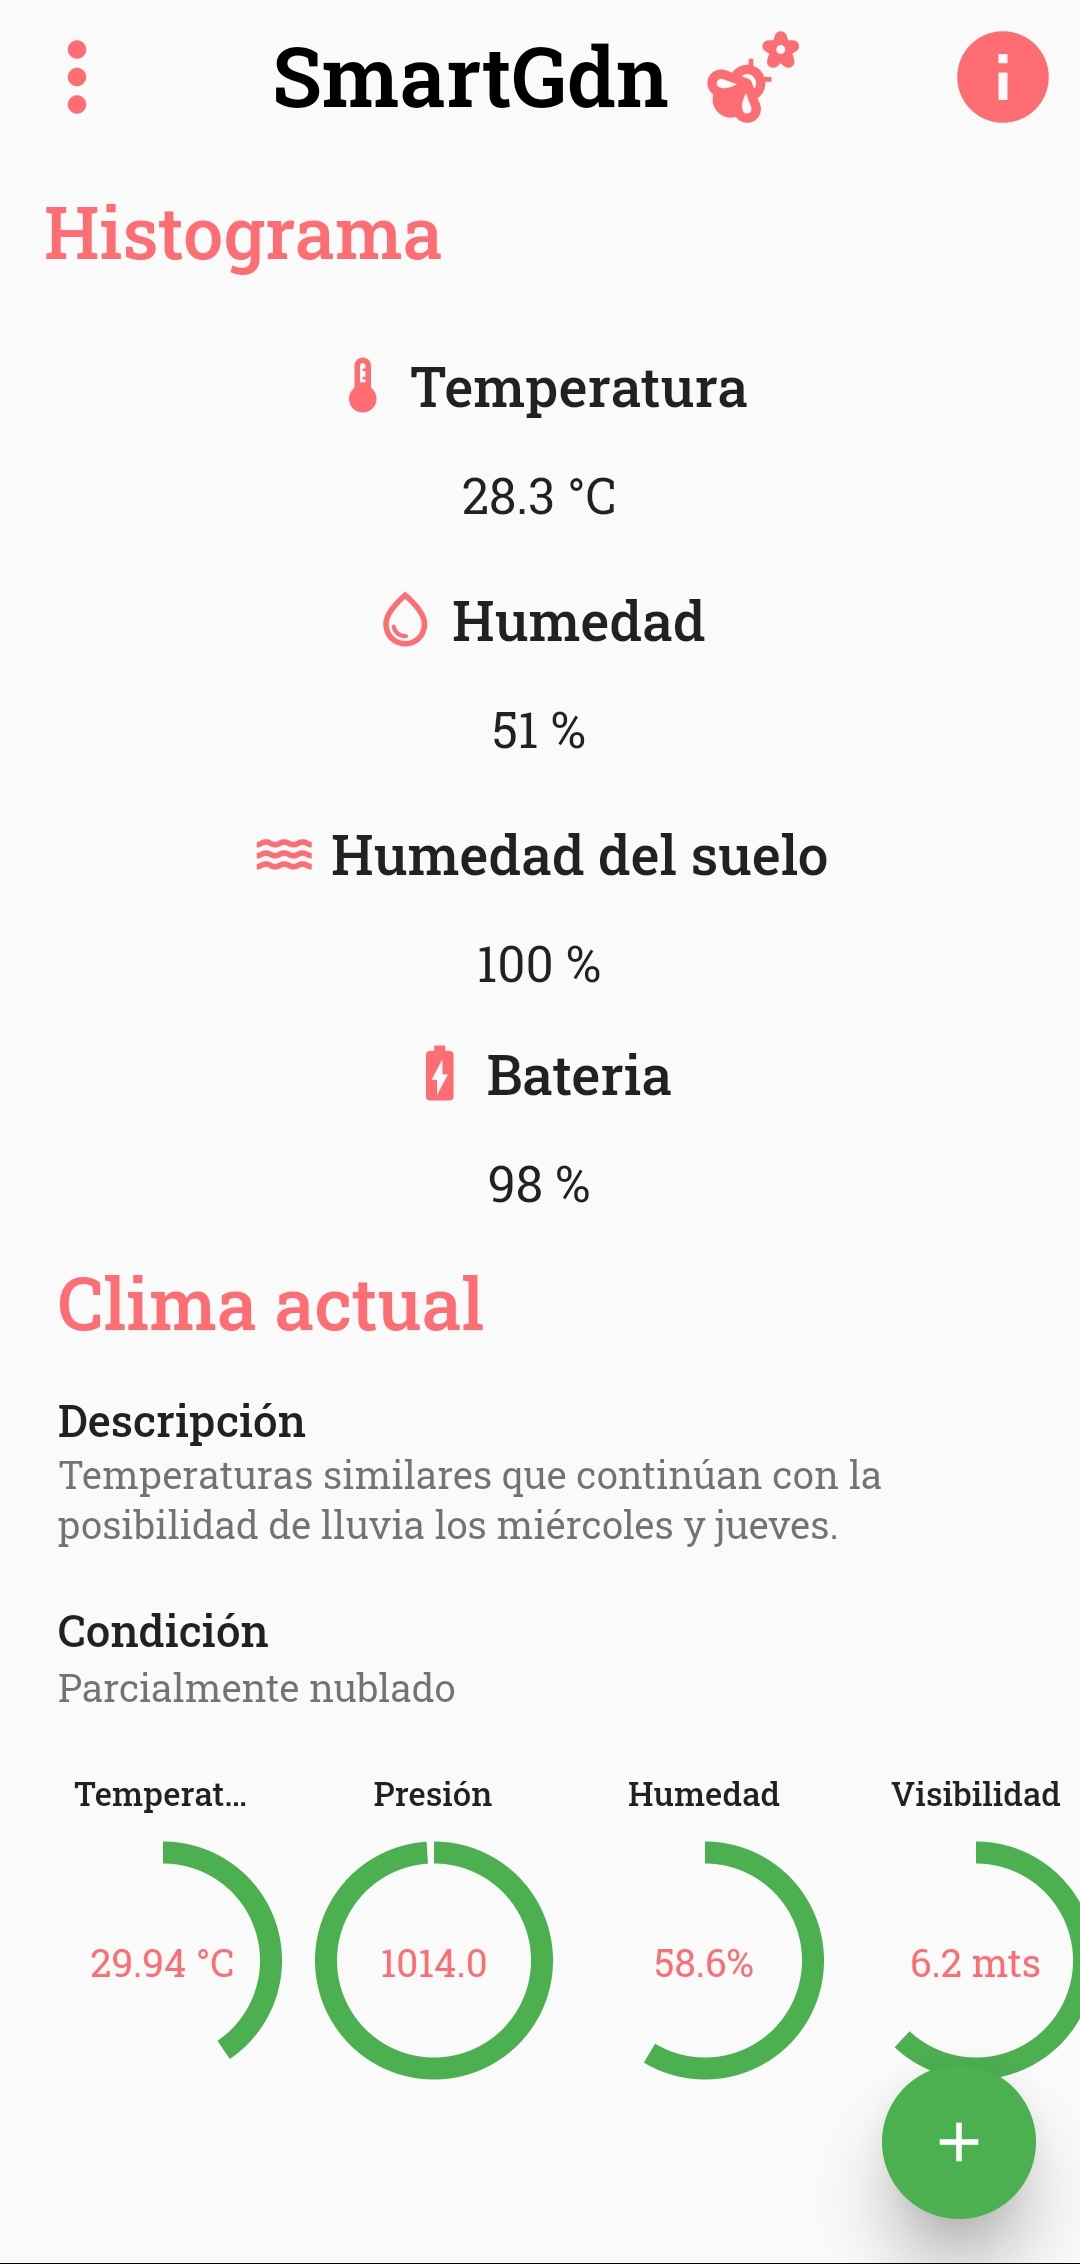 SmartGdn
Histograma
Temperatura
28.3 °C
Humedad
51 %
Humedad del suelo
100 %
Bateria
98 %
Clima actual
Descripción
Temperaturas similares que continúan con la
posibilidad de lluvia los miércoles y jueves.
Condición
Parcialmente nublado
Temperat... Presión Humedad Visibilidad
29.94 °C 1014.0 58.6% 6.2 mts